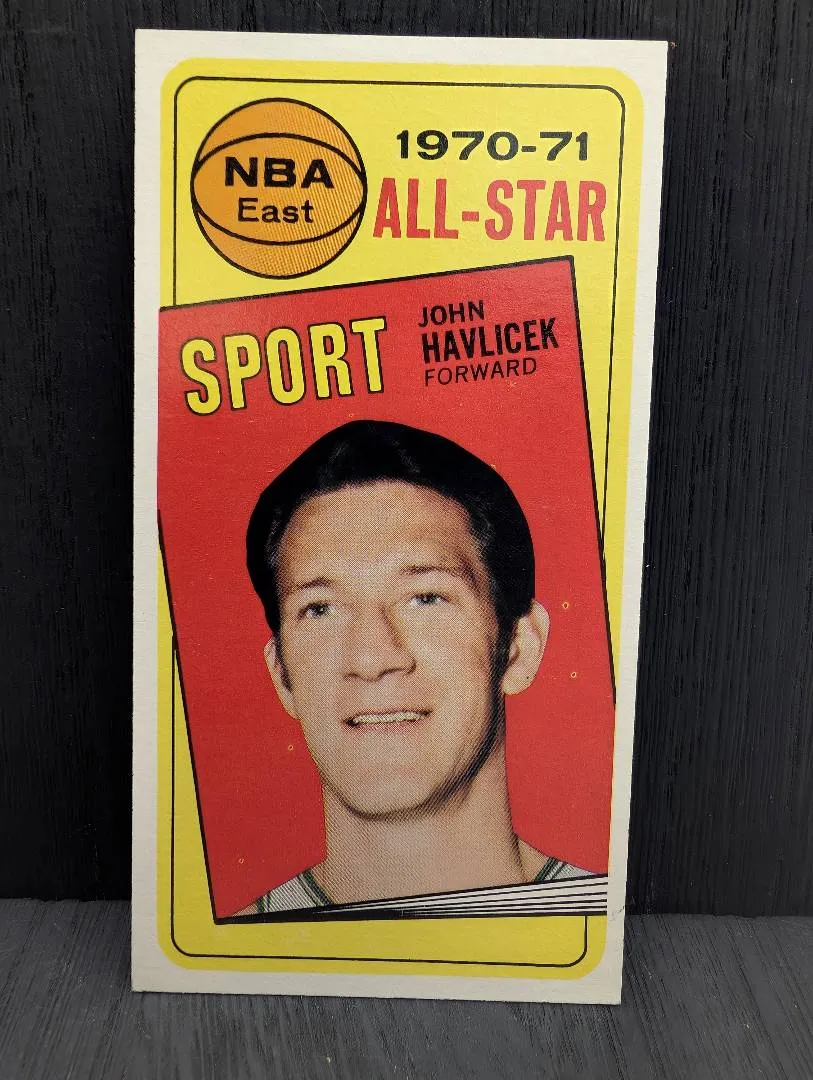 NBA
East
1970-71
ALL-STAR
SPORT
JOHN
HAVLICEK
FORWARD